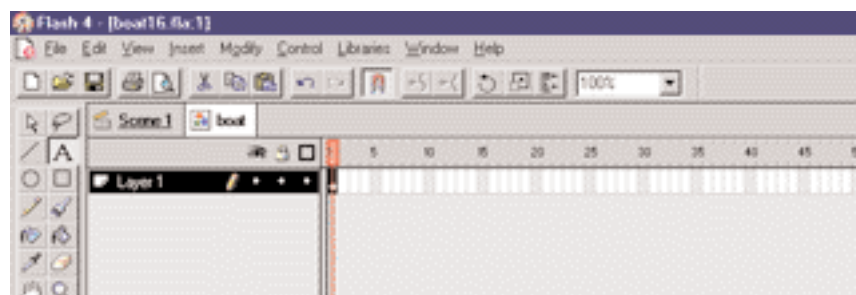 Flash 4 - [boat16.fla:1]
File Edit View Insert Modify Control Libraries Window Help
100%
Scene 1 boat
A
1 5 10 15 20 25 30 35 40 45
Layer 1